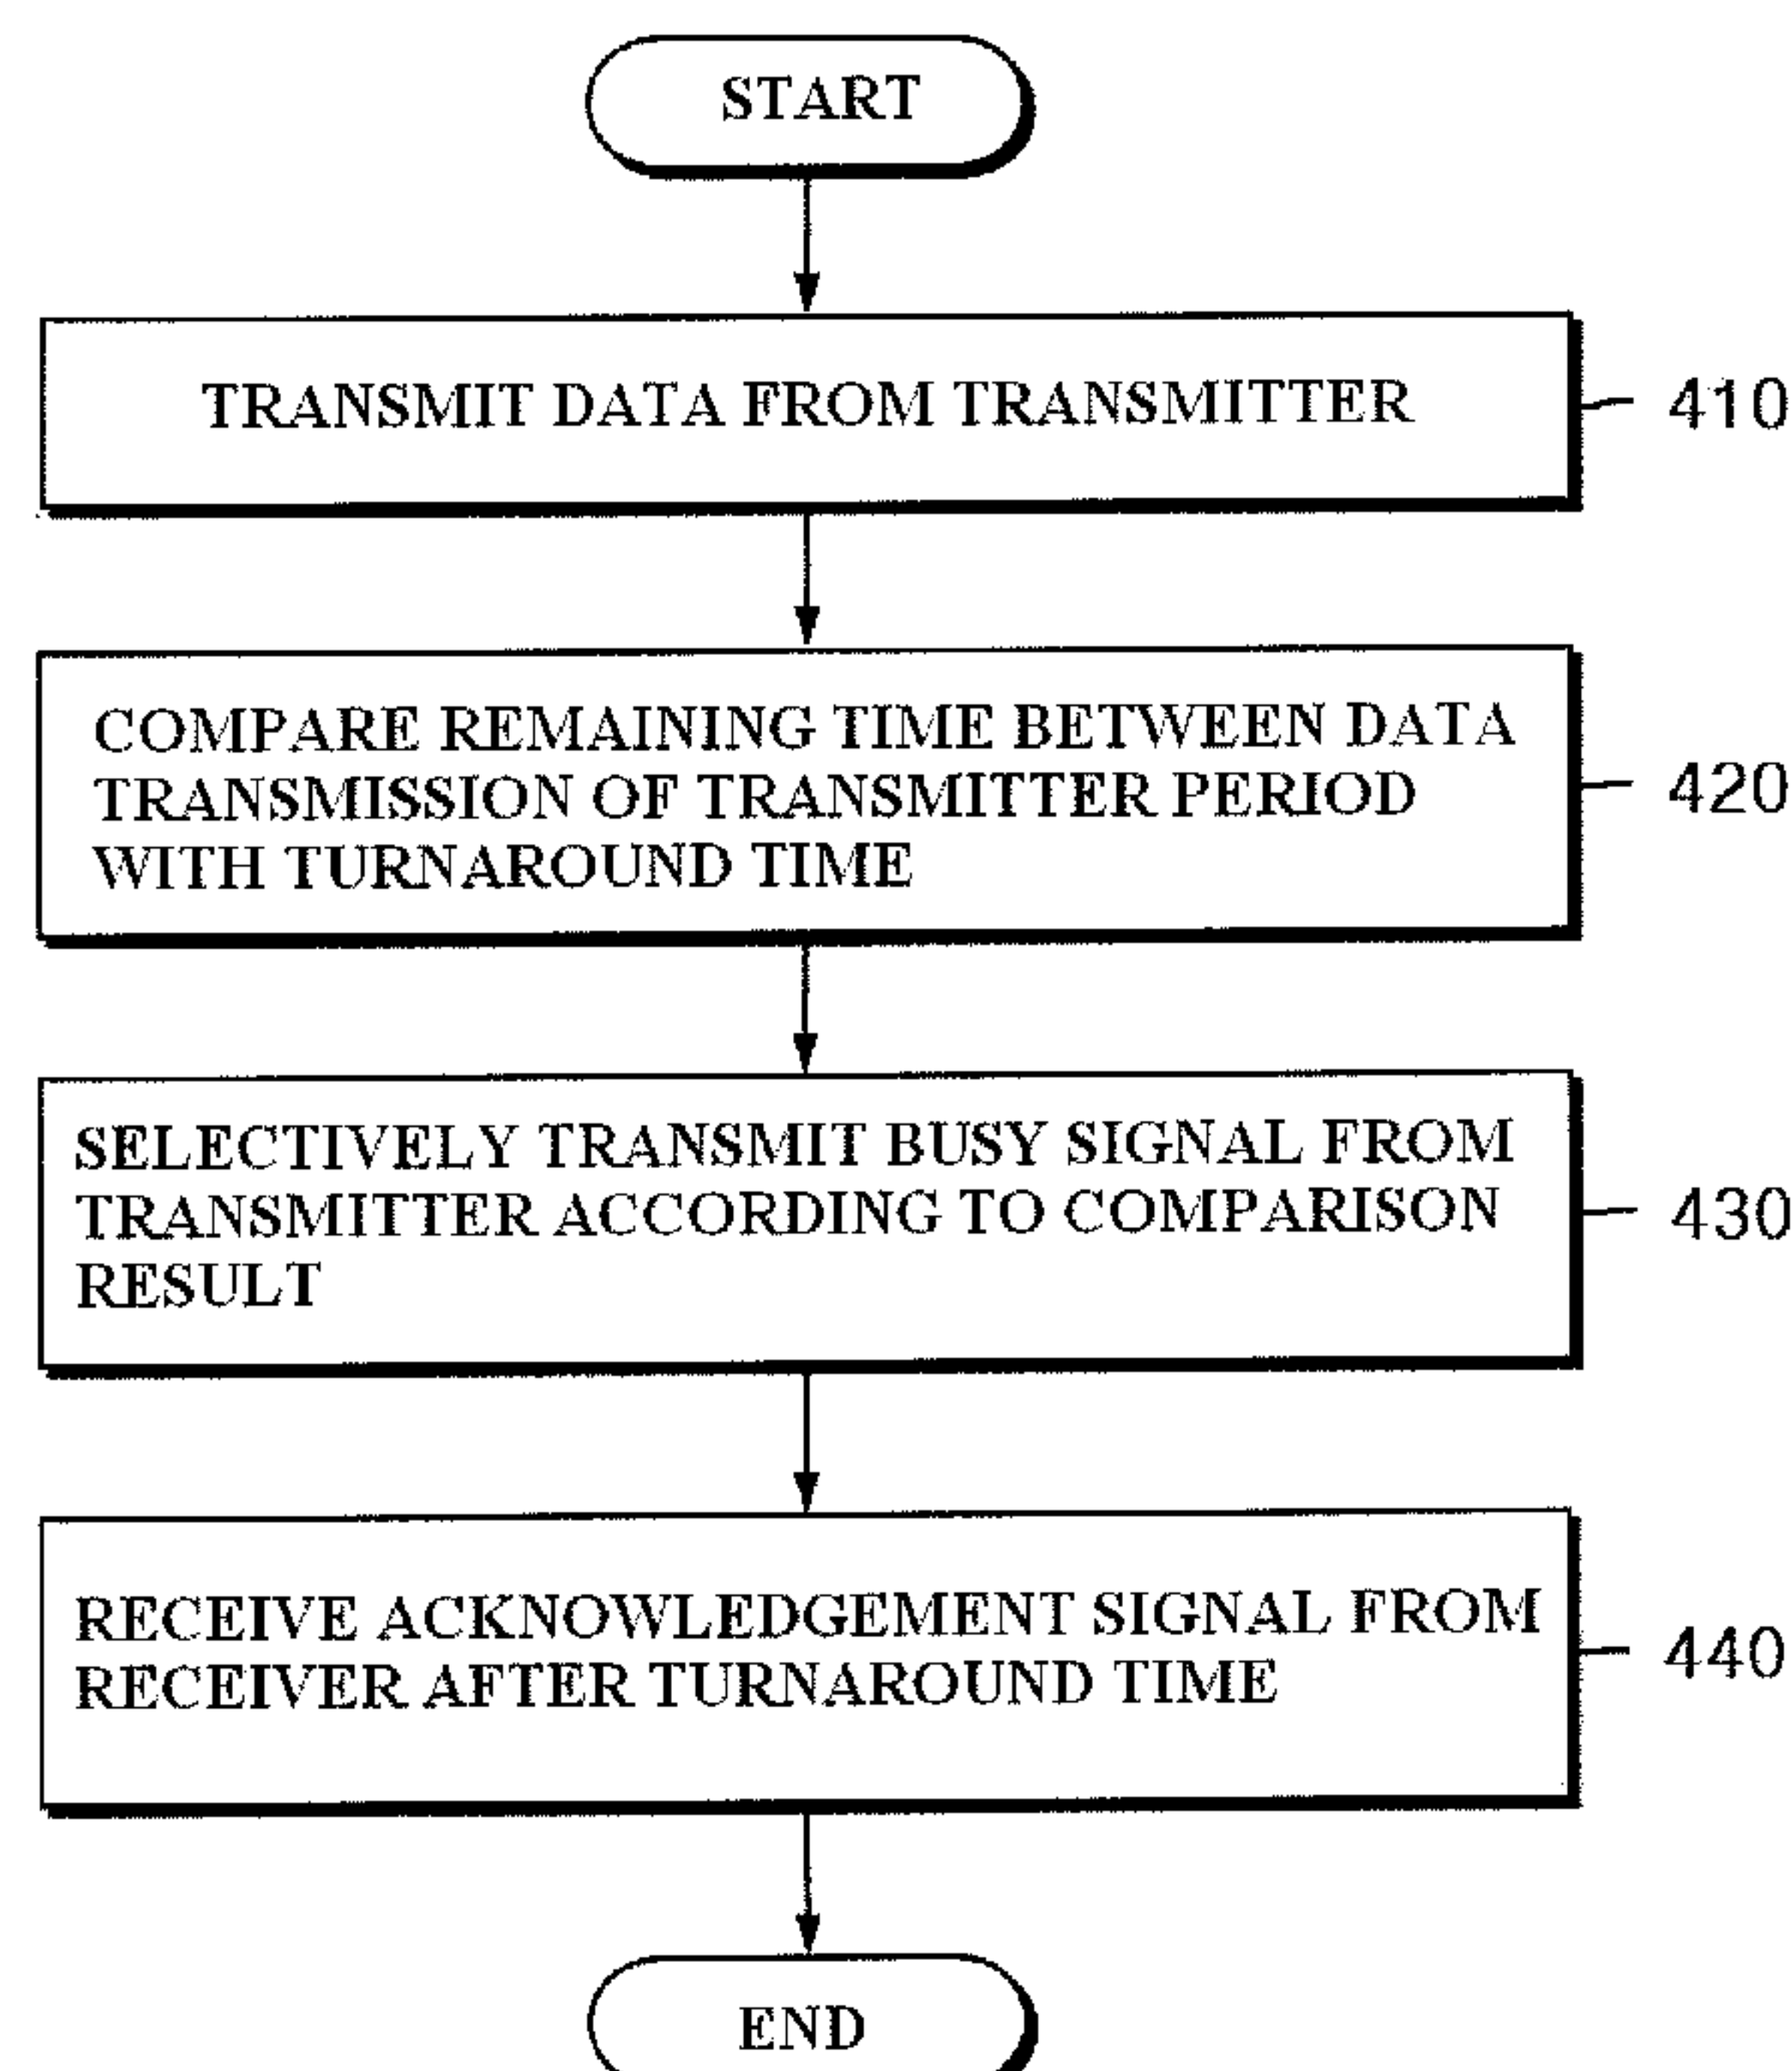 START
TRANSMIT DATA FROM TRANSMITTER
410
COMPARE REMAINING TIME BETWEEN DATA
TRANSMISSION OF TRANSMITTER PERIOD
WITH TURNAROUND TIME
420
SELECTIVELY TRANSMIT BUSY SIGNAL FROM
TRANSMITTER ACCORDING TO COMPARISON
RESULT
430
RECEIVE ACKNOWLEDGEMENT SIGNAL FROM
RECEIVER AFTER TURNAROUND TIME
440
END